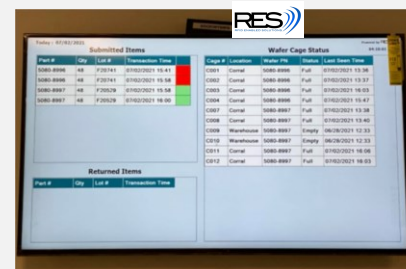 RES
RFID ENABLED SOLUTIONS
Today : 07/02/2021
Submitted Items
Part # Qty Lot # Transaction Time
5080-8996 48 F20741 07/02/2021 15:41
5080-8996 48 F20741 07/02/2021 15:58
5080-8997 48 F20529 07/02/2021 15:58
5080-8997 48 F20529 07/02/2021 16:00
Returned Items
Part # Qty Lot # Transaction Time
Wafer Cage Status
Cage # Location Wafer PN Status Last Seen Time
C001 Corral 5080-8996 Full 07/02/2021 13:36
C002 Corral 5080-8996 Full 07/02/2021 13:37
C003 Corral 5080-8996 Full 07/02/2021 16:03
C004 Corral 5080-8996 Full 07/02/2021 15:47
C007 Corral 5080-8997 Full 07/02/2021 13:38
C008 Corral 5080-8997 Full 07/02/2021 13:40
C009 Warehouse 5080-8997 Empty 06/29/2021 12:33
C010 Warehouse 5080-8997 Empty 06/29/2021 12:33
C011 Corral 5080-8997 Full 07/02/2021 16:06
C012 Corral 5080-8997 Full 07/02/2021 16:03